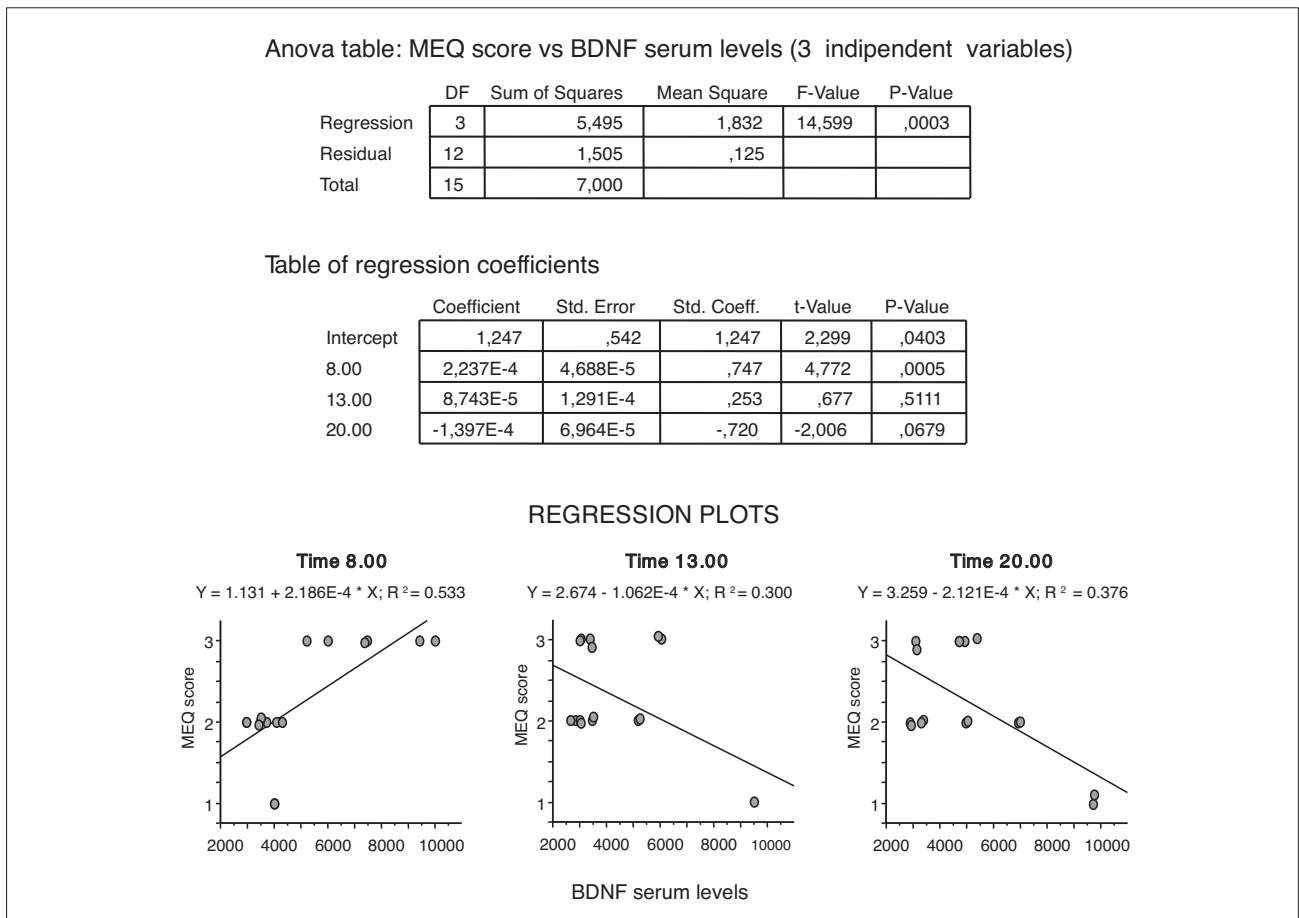 Anova table: MEQ score vs BDNF serum levels (3 indipendent variables)
DF Sum of Squares Mean Square F-Value P-Value
Regression 3 5,495 1,832 14,599 ,0003
Residual 12 1,505 ,125
Total 15 7,000
Table of regression coefficients
Coefficient Std. Error Std. Coeff. t-Value P-Value
Intercept 1,247 ,542 1,247 2,299 ,0403
8.00 2,237E-4 4,688E-5 ,747 4,772 ,0005
13.00 8,743E-5 1,291E-4 ,253 ,677 ,5111
20.00 -1,397E-4 6,964E-5 -,720 -2,006 ,0679
REGRESSION PLOTS
Time 8.00
Y = 1.131 + 2.186E-4 * X; R² = 0.533
MEQ score
3
2
1
2000 4000 6000 8000 10000
Time 13.00
Y = 2.674 - 1.062E-4 * X; R² = 0.300
MEQ score
3
2
1
2000 4000 6000 8000 10000
Time 20.00
Y = 3.259 - 2.121E-4 * X; R² = 0.376
MEQ score
3
2
1
2000 4000 6000 8000 10000
BDNF serum levels